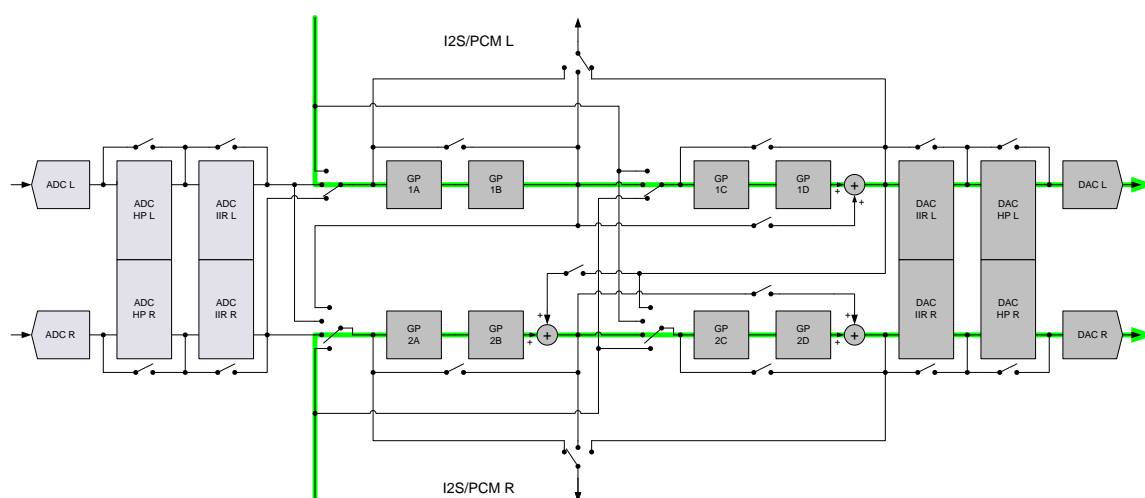 I2S/PCM L
ADC L
ADC
HP L
ADC
IIR L
GP
1A
GP
1B
GP
1C
GP
1D
+
+
+
DAC
IIR L
DAC
HP L
DAC L
ADC R
ADC
HP R
ADC
IIR R
GP
2A
GP
2B
+
+
+
GP
2C
GP
2D
+
+
+
DAC
IIR R
DAC
HP R
DAC R
I2S/PCM R